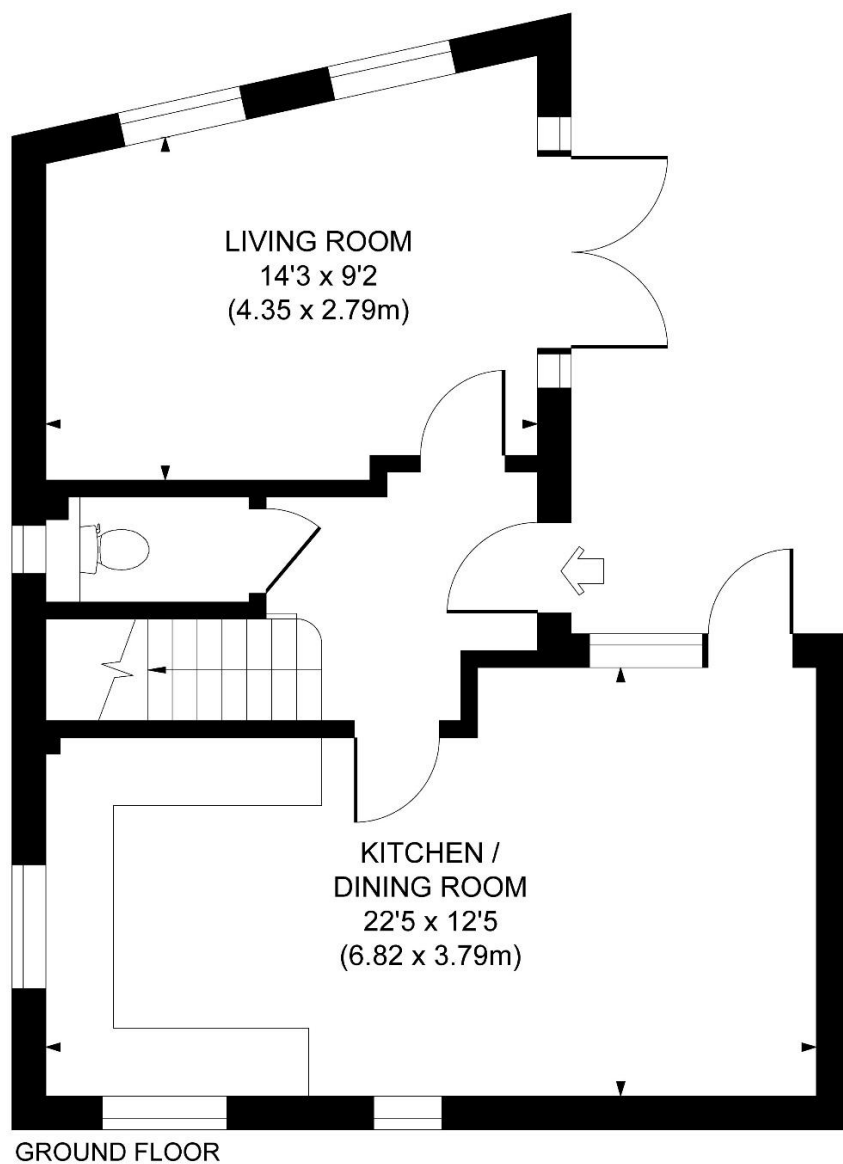 LIVING ROOM
14'3 x 9'2
(4.35 x 2.79m)
KITCHEN /
DINING ROOM
22'5 x 12'5
(6.82 x 3.79m)
GROUND FLOOR